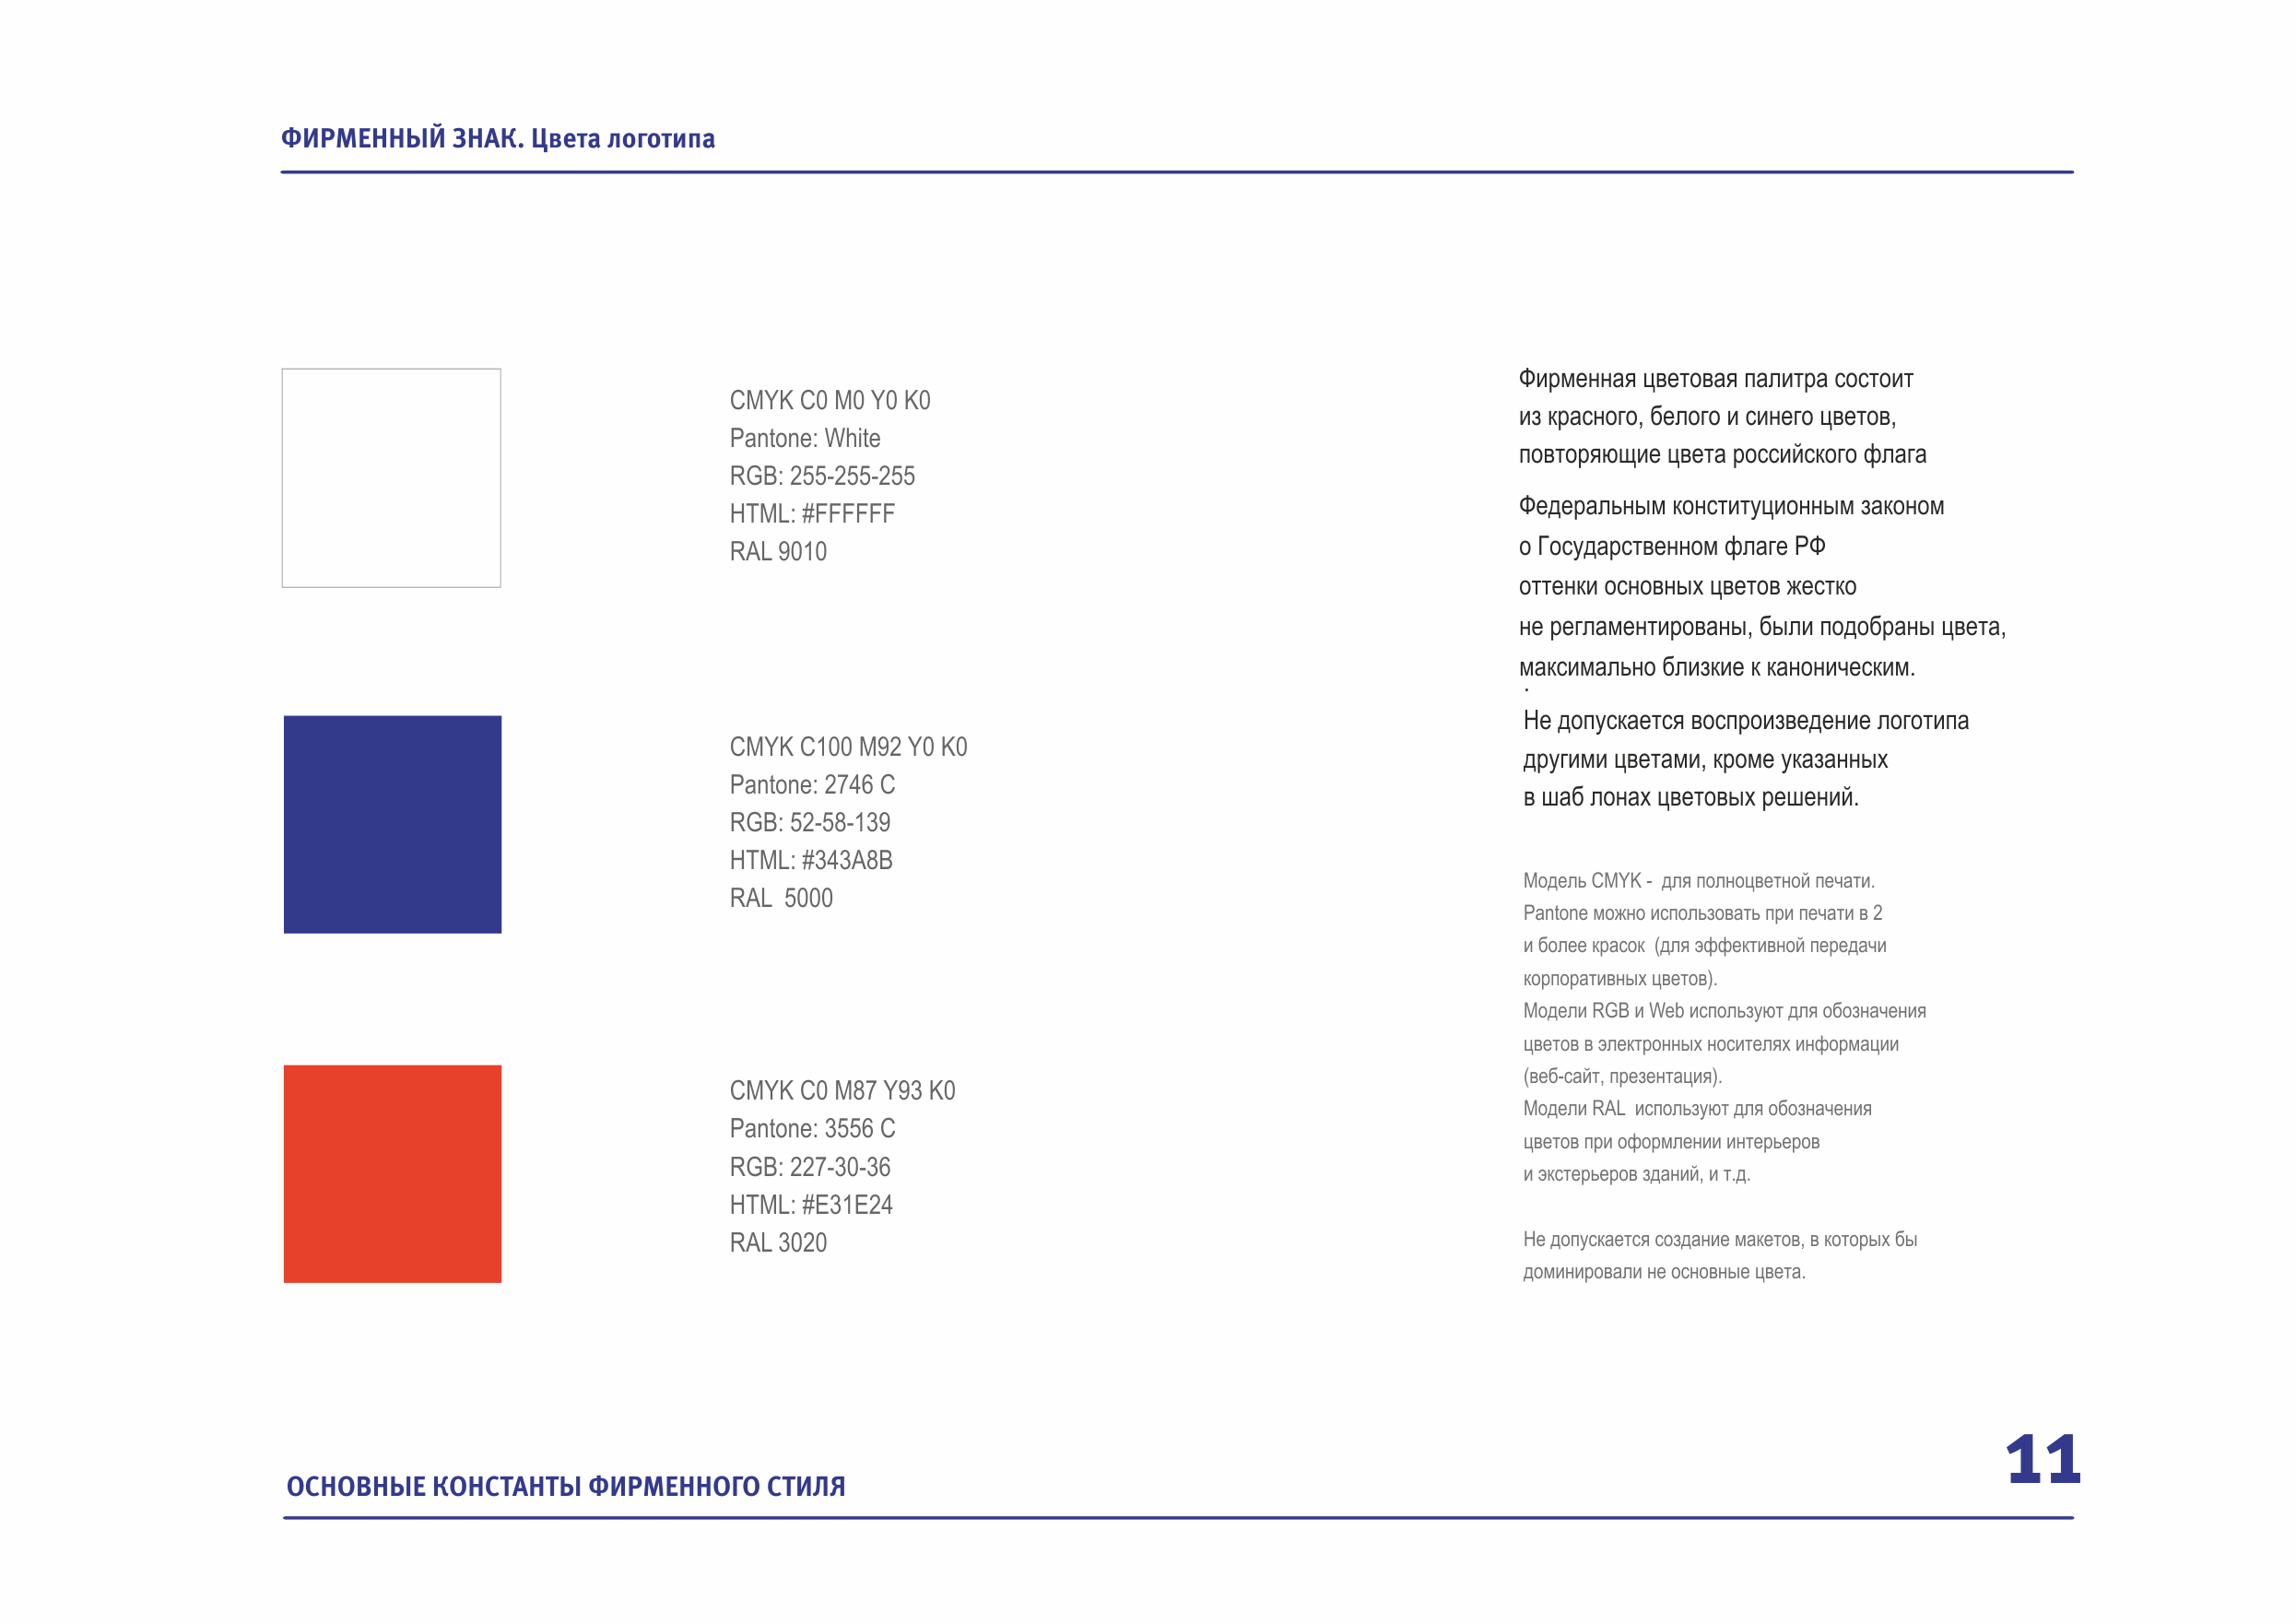 ФИРМЕННЫЙ ЗНАК. Цвета логотипа
CMYK C0 M0 Y0 K0
Pantone: White
RGB: 255-255-255
HTML: #FFFFFF
RAL 9010
CMYK C100 M92 Y0 K0
Pantone: 2746 C
RGB: 52-58-139
HTML: #343A8B
RAL  5000
CMYK C0 M87 Y93 K0
Pantone: 3556 C
RGB: 227-30-36
HTML: #E31E24
RAL 3020
Фирменная цветовая палитра состоит
из красного, белого и синего цветов,
повторяющие цвета российского флага
Федеральным конституционным законом
о Государственном флаге РФ
оттенки основных цветов жестко
не регламентированы, были подобраны цвета,
максимально близкие к каноническим.
.
Не допускается воспроизведение логотипа
другими цветами, кроме указанных
в шаб лонах цветовых решений.
Модель CMYK -  для полноцветной печати.
Pantone можно использовать при печати в 2
и более красок  (для эффективной передачи
корпоративных цветов).
Модели RGB и Web используют для обозначения
цветов в электронных носителях информации
(веб-сайт, презентация).
Модели RAL  используют для обозначения
цветов при оформлении интерьеров
и экстерьеров зданий, и т.д.
Не допускается создание макетов, в которых бы
доминировали не основные цвета.
ОСНОВНЫЕ КОНСТАНТЫ ФИРМЕННОГО СТИЛЯ
11